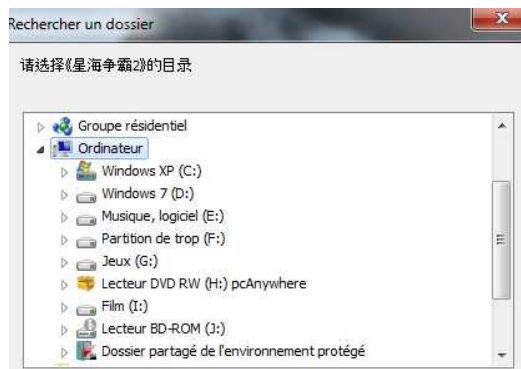 Rechercher un dossier
请选择《星海争霸2》的目录
Groupe résidentiel
Ordinateur
Windows XP (C:)
Windows 7 (D:)
Musique, logiciel (E:)
Partition de trop (F:)
Jeux (G:)
Lecteur DVD RW (H:) pcAnywhere
Film (I:)
Lecteur BD-ROM (J:)
Dossier partagé de l'environnement protégé